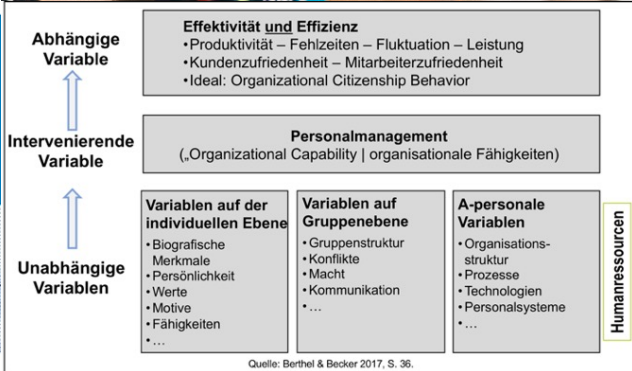 Abhängige
Variable
Effektivität und Effizienz
•Produktivität – Fehlzeiten – Fluktuation – Leistung
•Kundenzufriedenheit – Mitarbeiterzufriedenheit
•Ideal: Organizational Citizenship Behavior
Intervenierende
Variable
Personalmanagement
(„Organizational Capability | organisationale Fähigkeiten)
Unabhängige
Variablen
Variablen auf der
individuellen Ebene
•Biografische
Merkmale
•Persönlichkeit
•Werte
•Motive
•Fähigkeiten
•…
Variablen auf
Gruppenebene
•Gruppenstruktur
•Konflikte
•Macht
•Kommunikation
•…
A-personale
Variablen
•Organisations-
struktur
•Prozesse
•Technologien
•Personalsysteme
•…
Humanressourcen
Quelle: Berthel & Becker 2017, S. 36.